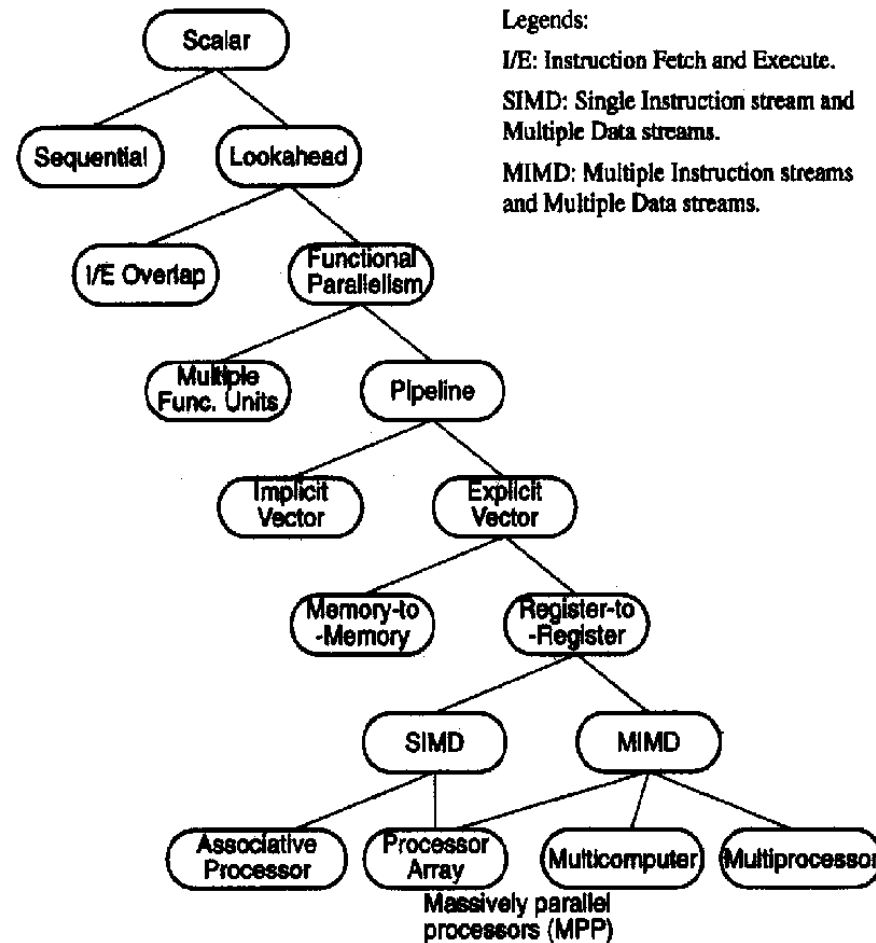 Scalar
Legends:
I/E: Instruction Fetch and Execute.
SIMD: Single Instruction stream and
Multiple Data streams.
MIMD: Multiple Instruction streams
and Multiple Data streams.
Sequential
Lookahead
I/E Overlap
Functional
Parallelism
Multiple
Func. Units
Pipeline
Implicit
Vector
Explicit
Vector
Memory-to
-Memory
Register-to
-Register
SIMD
MIMD
Associative
Processor
Processor
Array
Multicomputer
Multiprocessor
Massively parallel
processors (MPP)